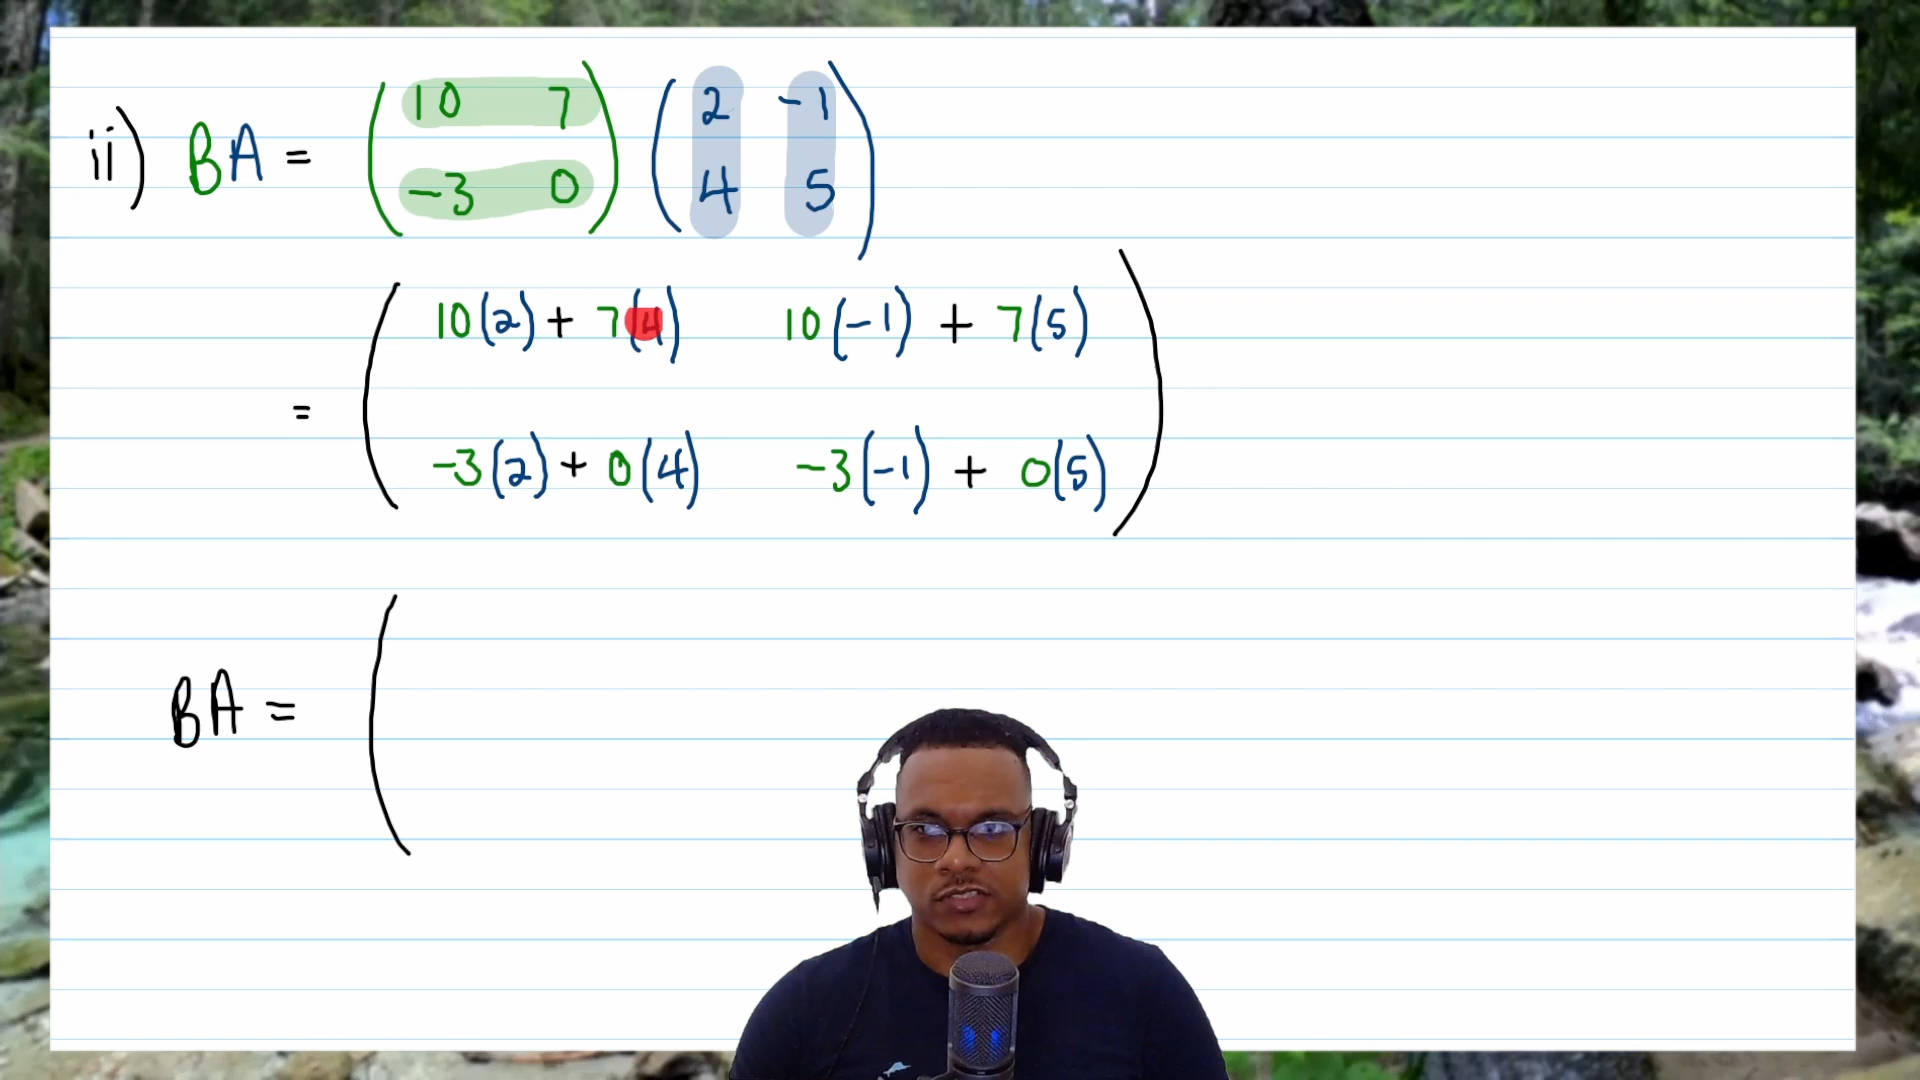 ii) BA = ( 10 7 ) ( 2 -1 )
( -3 0 ) ( 4 5 )
( 10(2) + 7(4) 10(-1) + 7(5) )
=
( -3(2) + 0(4) -3(-1) + 0(5) )
BA = (